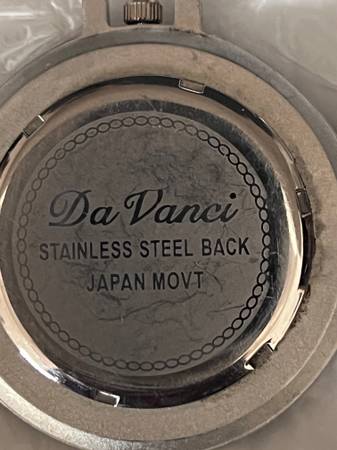 Da Vanci
STAINLESS STEEL BACK
JAPAN MOVT